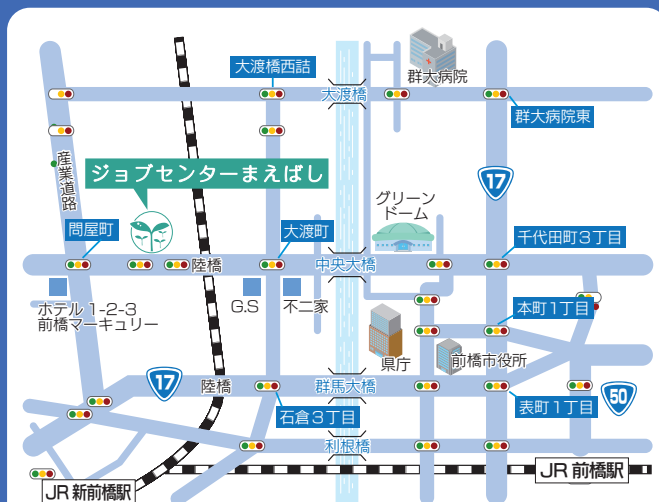 大渡橋西詰
群大病院
大渡橋
群大病院東
産業道路
ジョブセンターまえばし
17
グリーン
ドーム
問屋町
大渡町
千代田町3丁目
陸橋
中央大橋
ホテル 1-2-3
前橋マーキュリー
G.S
不二家
本町1丁目
県庁
前橋市役所
17
陸橋
群馬大橋
50
石倉3丁目
表町1丁目
利根橋
JR 新前橋駅
JR 前橋駅